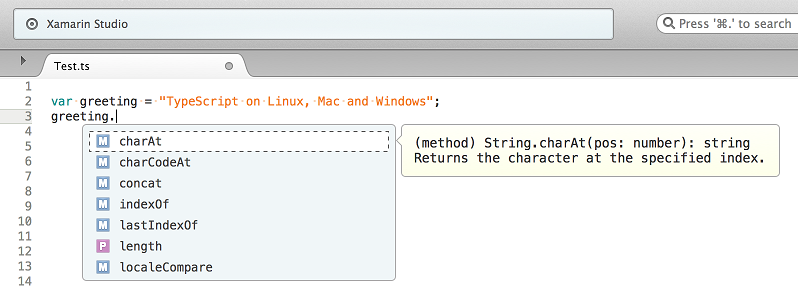 Xamarin Studio
Press '⌘.' to search
Test.ts
1
2 var greeting = "TypeScript on Linux, Mac and Windows";
3 greeting.
4
5
6
7
8
9
10
11
12
13
14
M charAt
M charCodeAt
M concat
M indexOf
M lastIndexOf
P length
M localeCompare
(method) String.charAt(pos: number): string
Returns the character at the specified index.